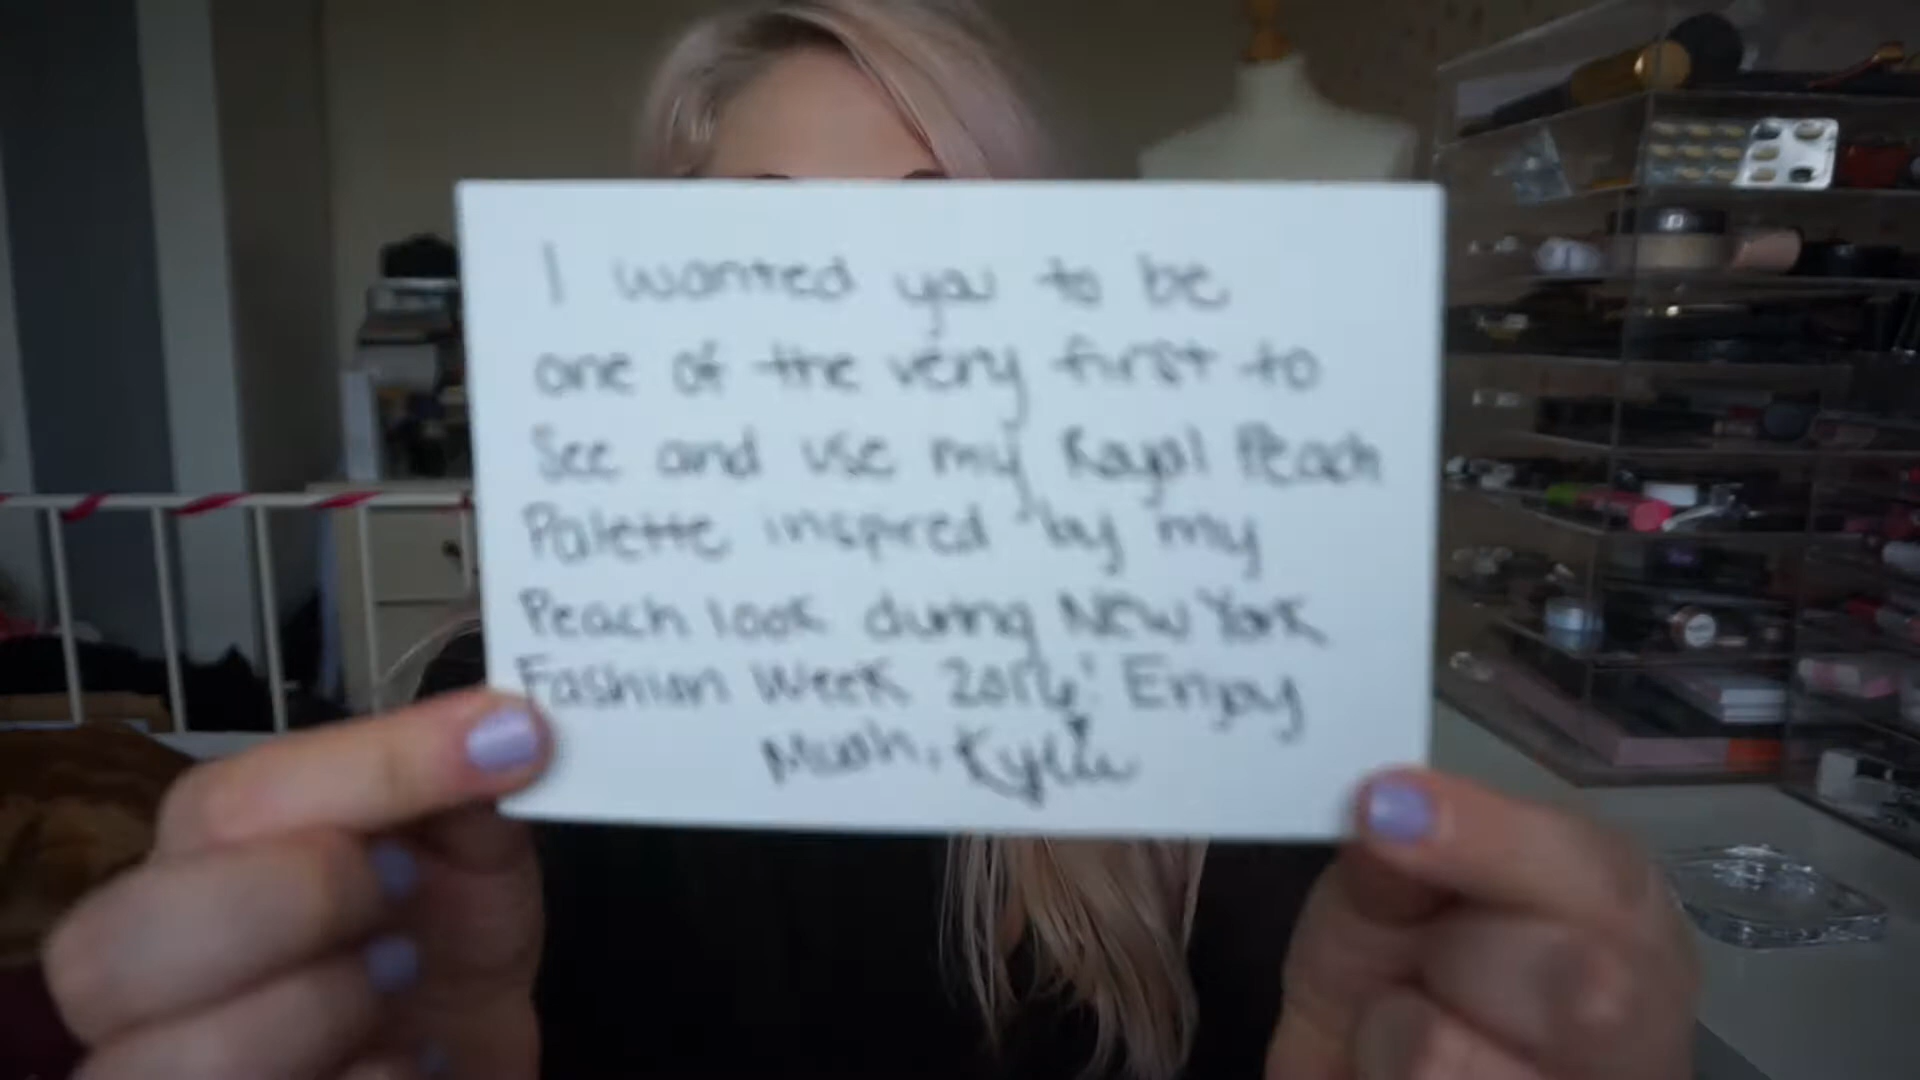 I wanted you to be
one of the very first to
See and use my Royal Peach
Palette inspired by my
Peach look during New York
Fashion Week 2016! Enjoy
Mwah, Kylie